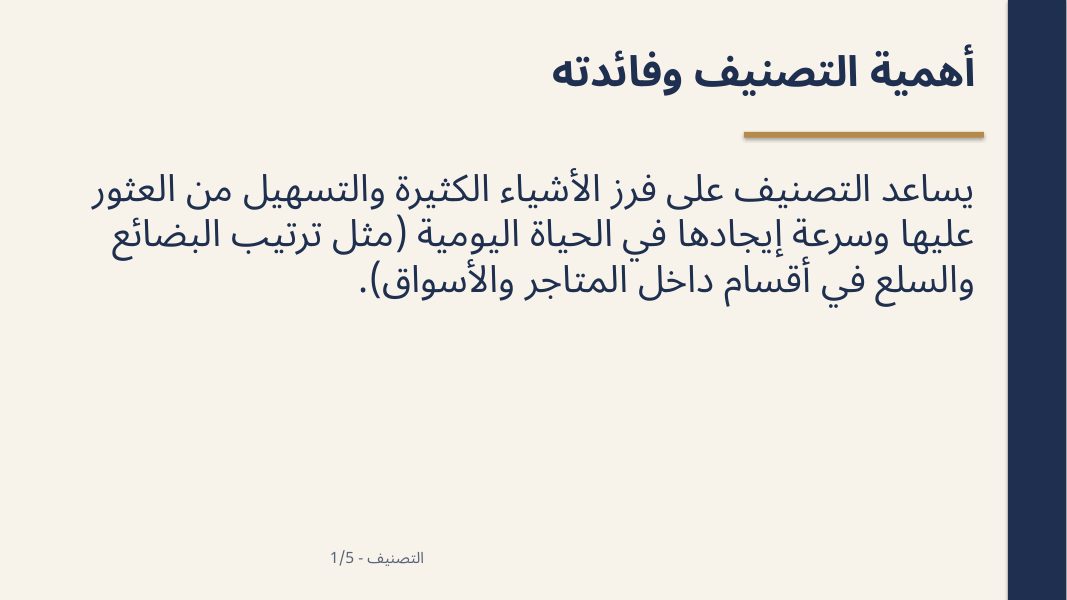 أهمية التصنيف وفائدته
يساعد التصنيف على فرز الأشياء الكثيرة والتسهيل من العثور
عليها وسرعة إيجادها في الحياة اليومية (مثل ترتيب البضائع
والسلع في أقسام داخل المتاجر والأسواق).
التصنيف - 1/5